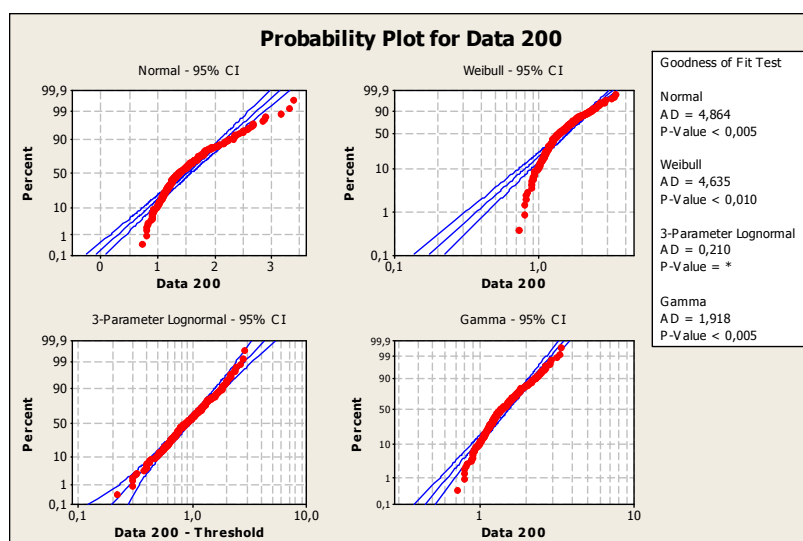 Probability Plot for Data 200
Normal - 95% CI
99,9
99
90
50
10
1
0,1
Percent
0
1
2
3
Data 200
Weibull - 95% CI
99,9
90
50
10
1
0,1
Percent
0,1
1,0
Data 200
3-Parameter Lognormal - 95% CI
99,9
99
90
50
10
1
0,1
Percent
0,1
1,0
10,0
Data 200 - Threshold
Gamma - 95% CI
99,9
99
90
50
10
1
0,1
Percent
1
10
Data 200
Goodness of Fit Test
Normal
AD = 4,864
P-Value < 0,005
Weibull
AD = 4,635
P-Value < 0,010
3-Parameter Lognormal
AD = 0,210
P-Value = *
Gamma
AD = 1,918
P-Value < 0,005